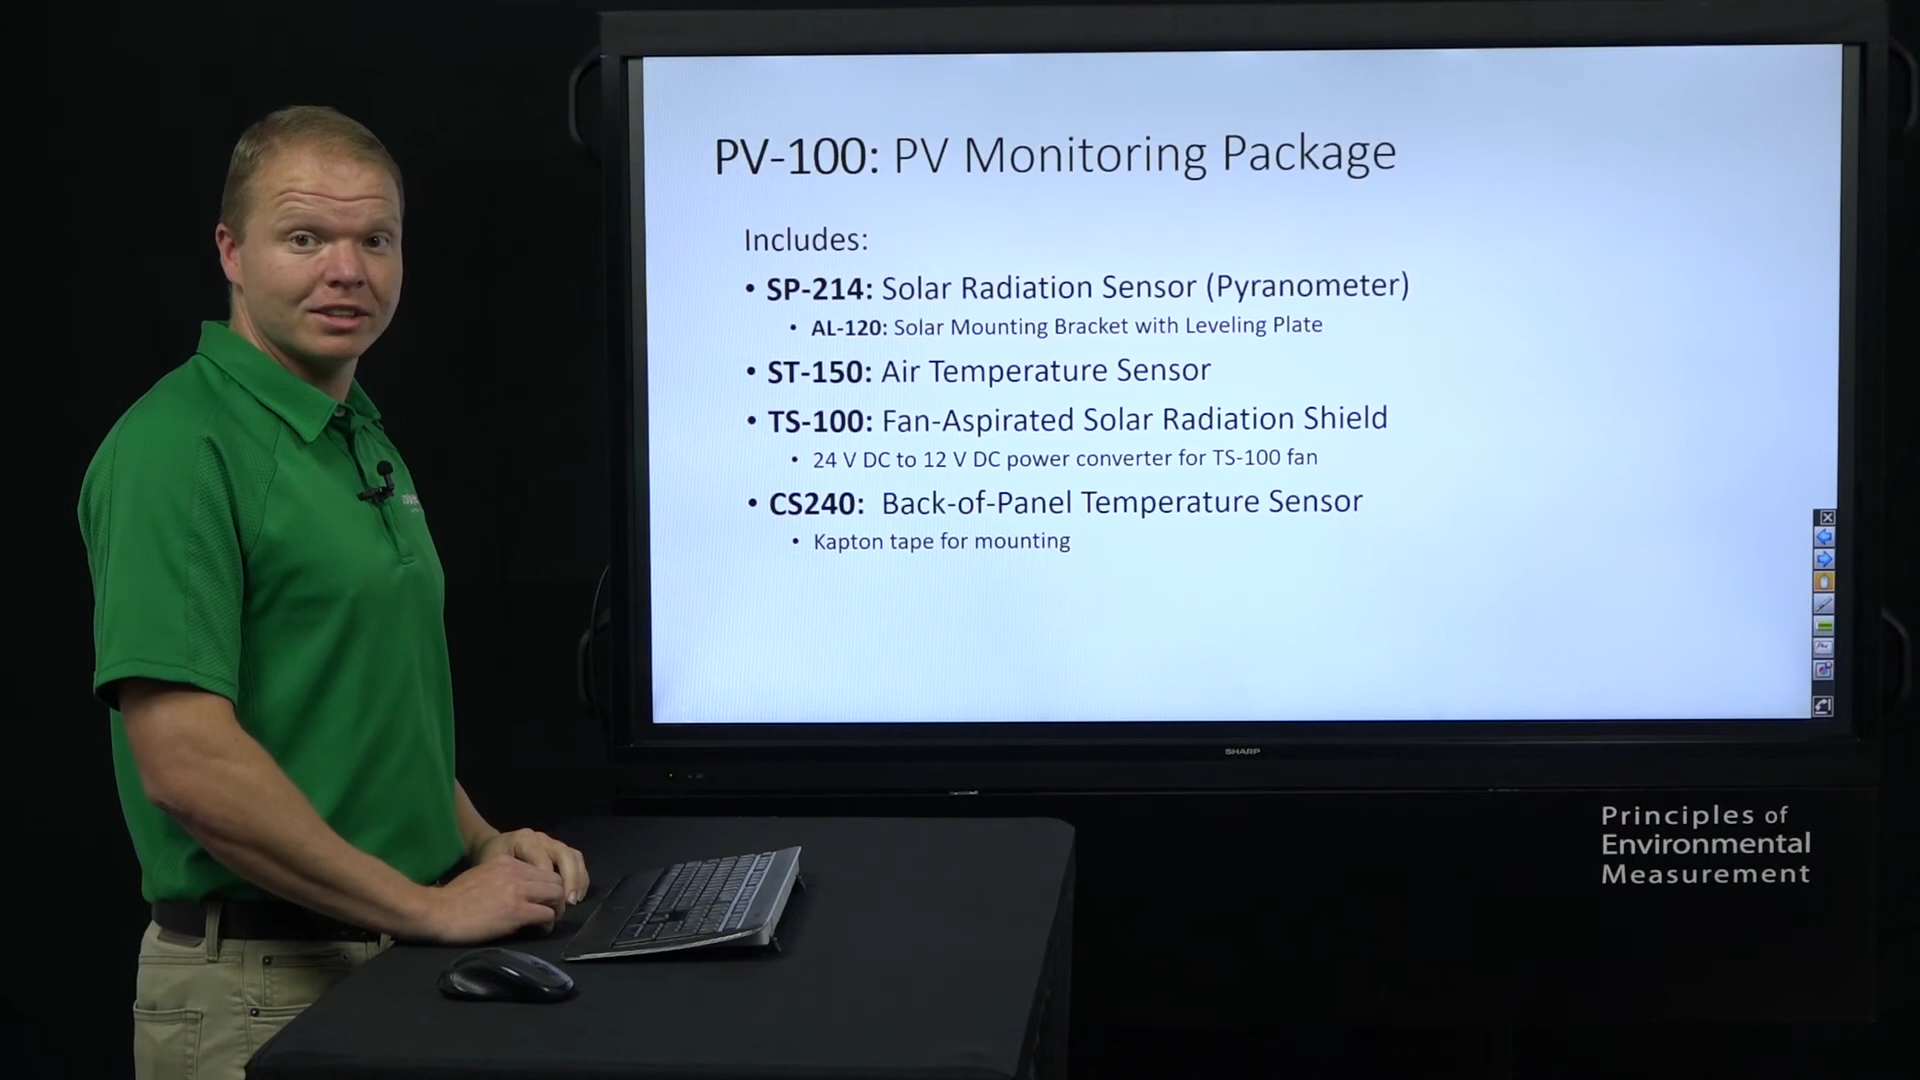 PV-100: PV Monitoring Package
Includes:
• SP-214: Solar Radiation Sensor (Pyranometer)
• AL-120: Solar Mounting Bracket with Leveling Plate
• ST-150: Air Temperature Sensor
• TS-100: Fan-Aspirated Solar Radiation Shield
• 24 V DC to 12 V DC power converter for TS-100 fan
• CS240: Back-of-Panel Temperature Sensor
• Kapton tape for mounting
SHARP
Principles of
Environmental
Measurement